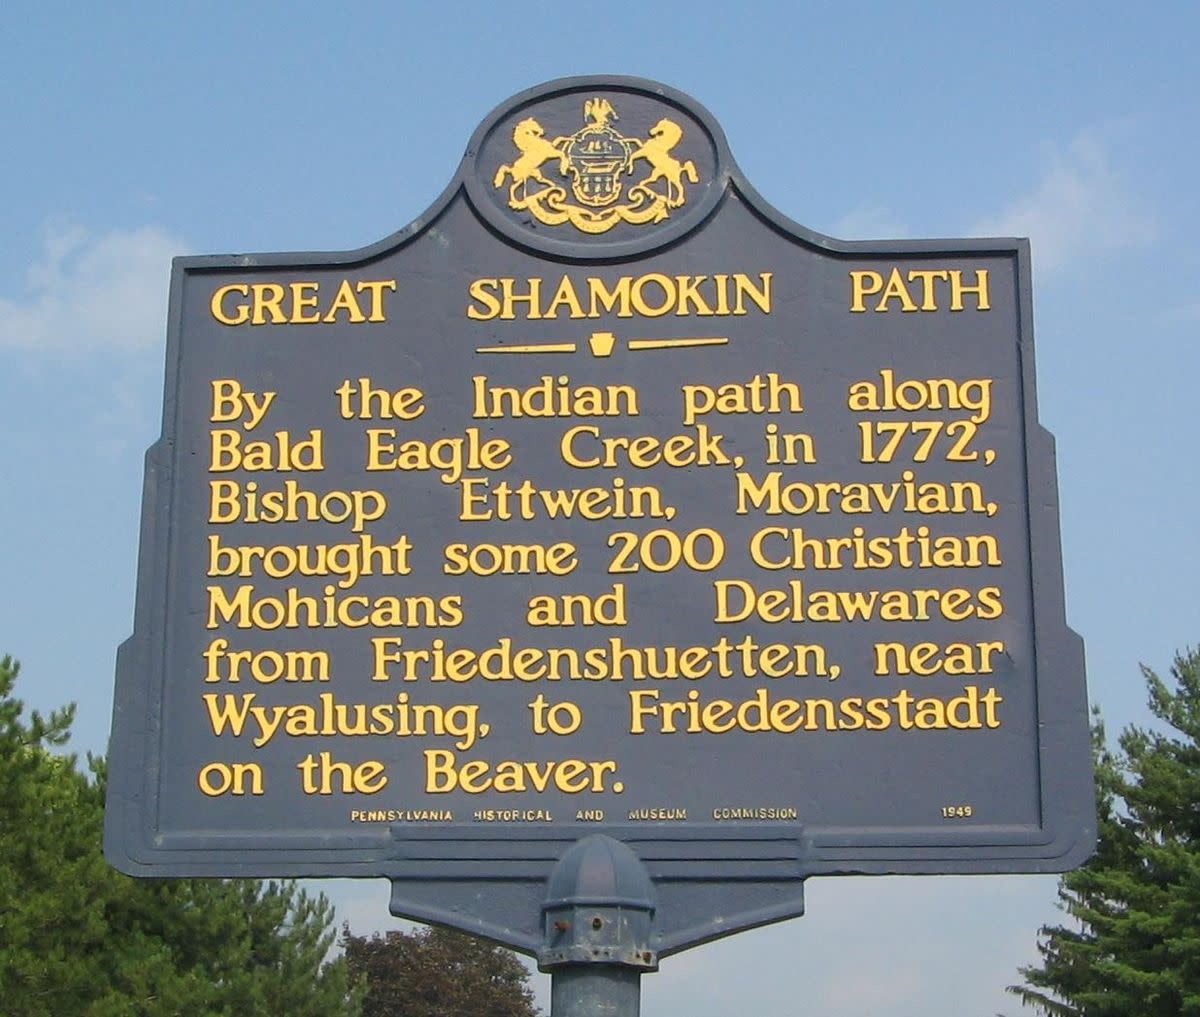 GREAT SHAMOKIN PATH
By the Indian path along
Bald Eagle Creek, in 1772,
Bishop Ettwein, Moravian,
brought some 200 Christian
Mohicans and Delawares
from Friedenshuetten, near
Wyalusing, to Friedensstadt
on the Beaver.
PENNSYLVANIA HISTORICAL AND MUSEUM COMMISSION 1949